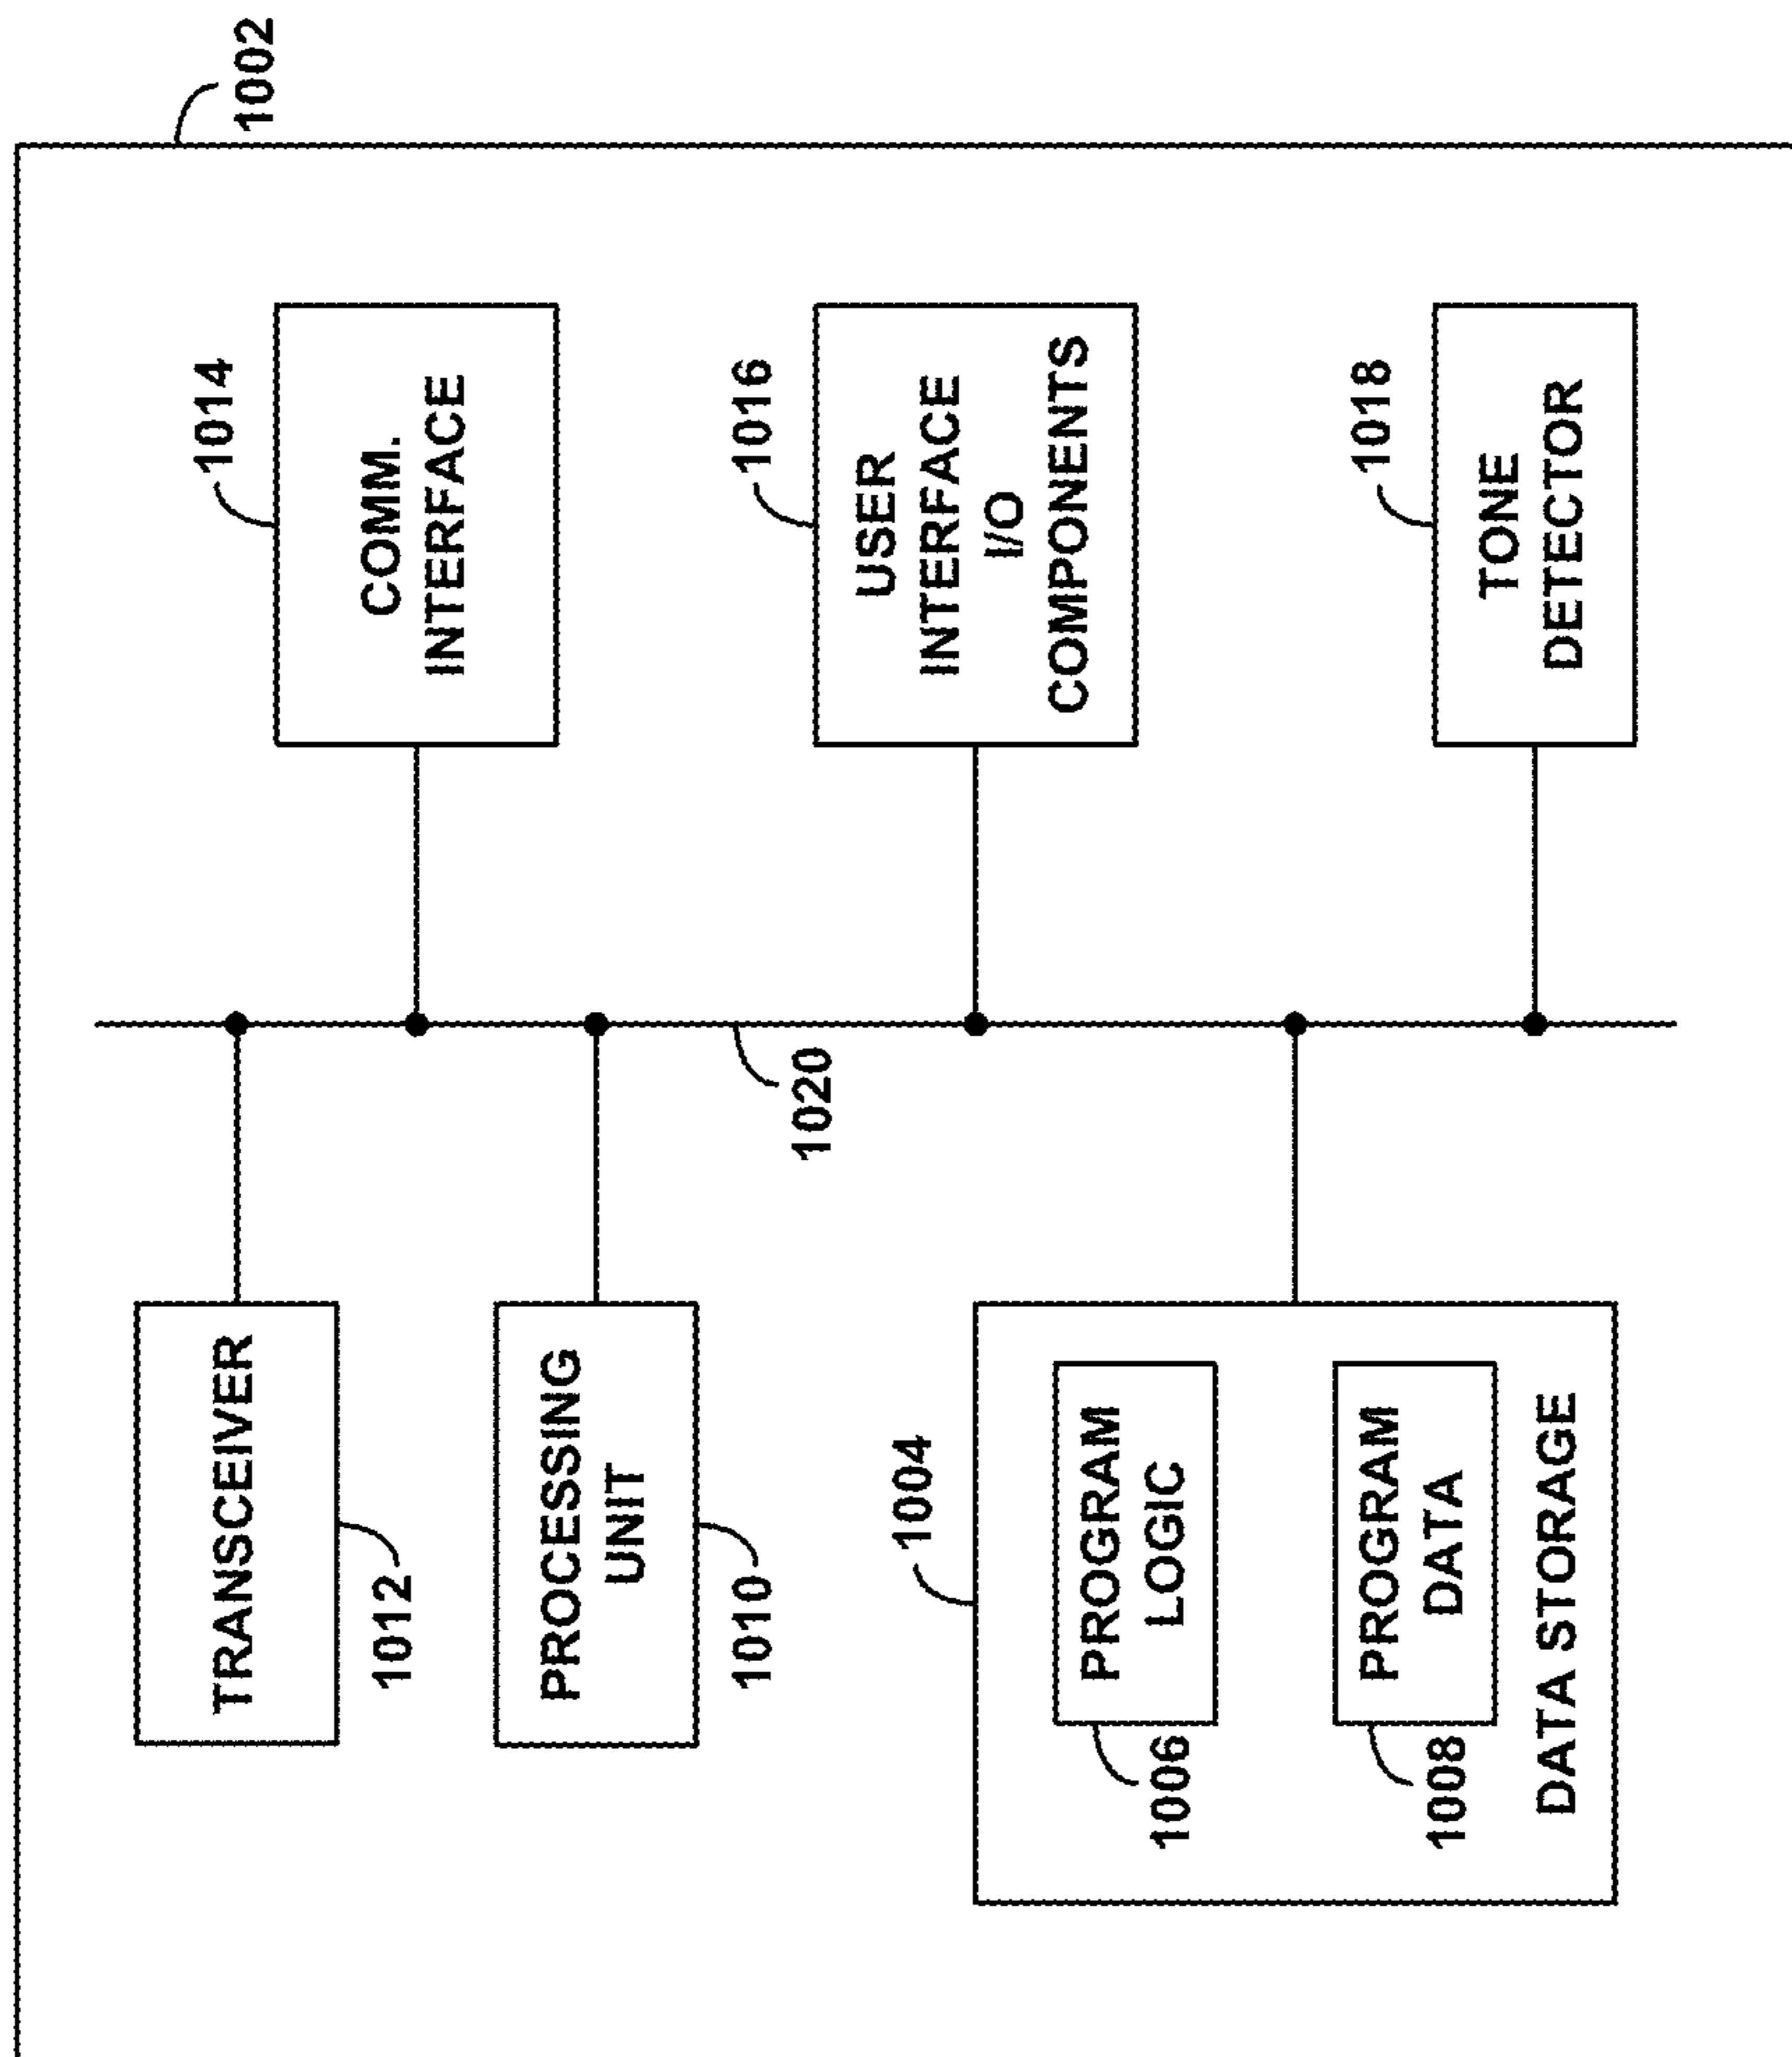 1002
TRANSCEIVER
1012
PROCESSING
UNIT
1010
1004
PROGRAM
LOGIC
1006
PROGRAM
DATA
1008
DATA STORAGE
1020
1014
COMM.
INTERFACE
1016
USER
INTERFACE
I/O
COMPONENTS
1018
TONE
DETECTOR